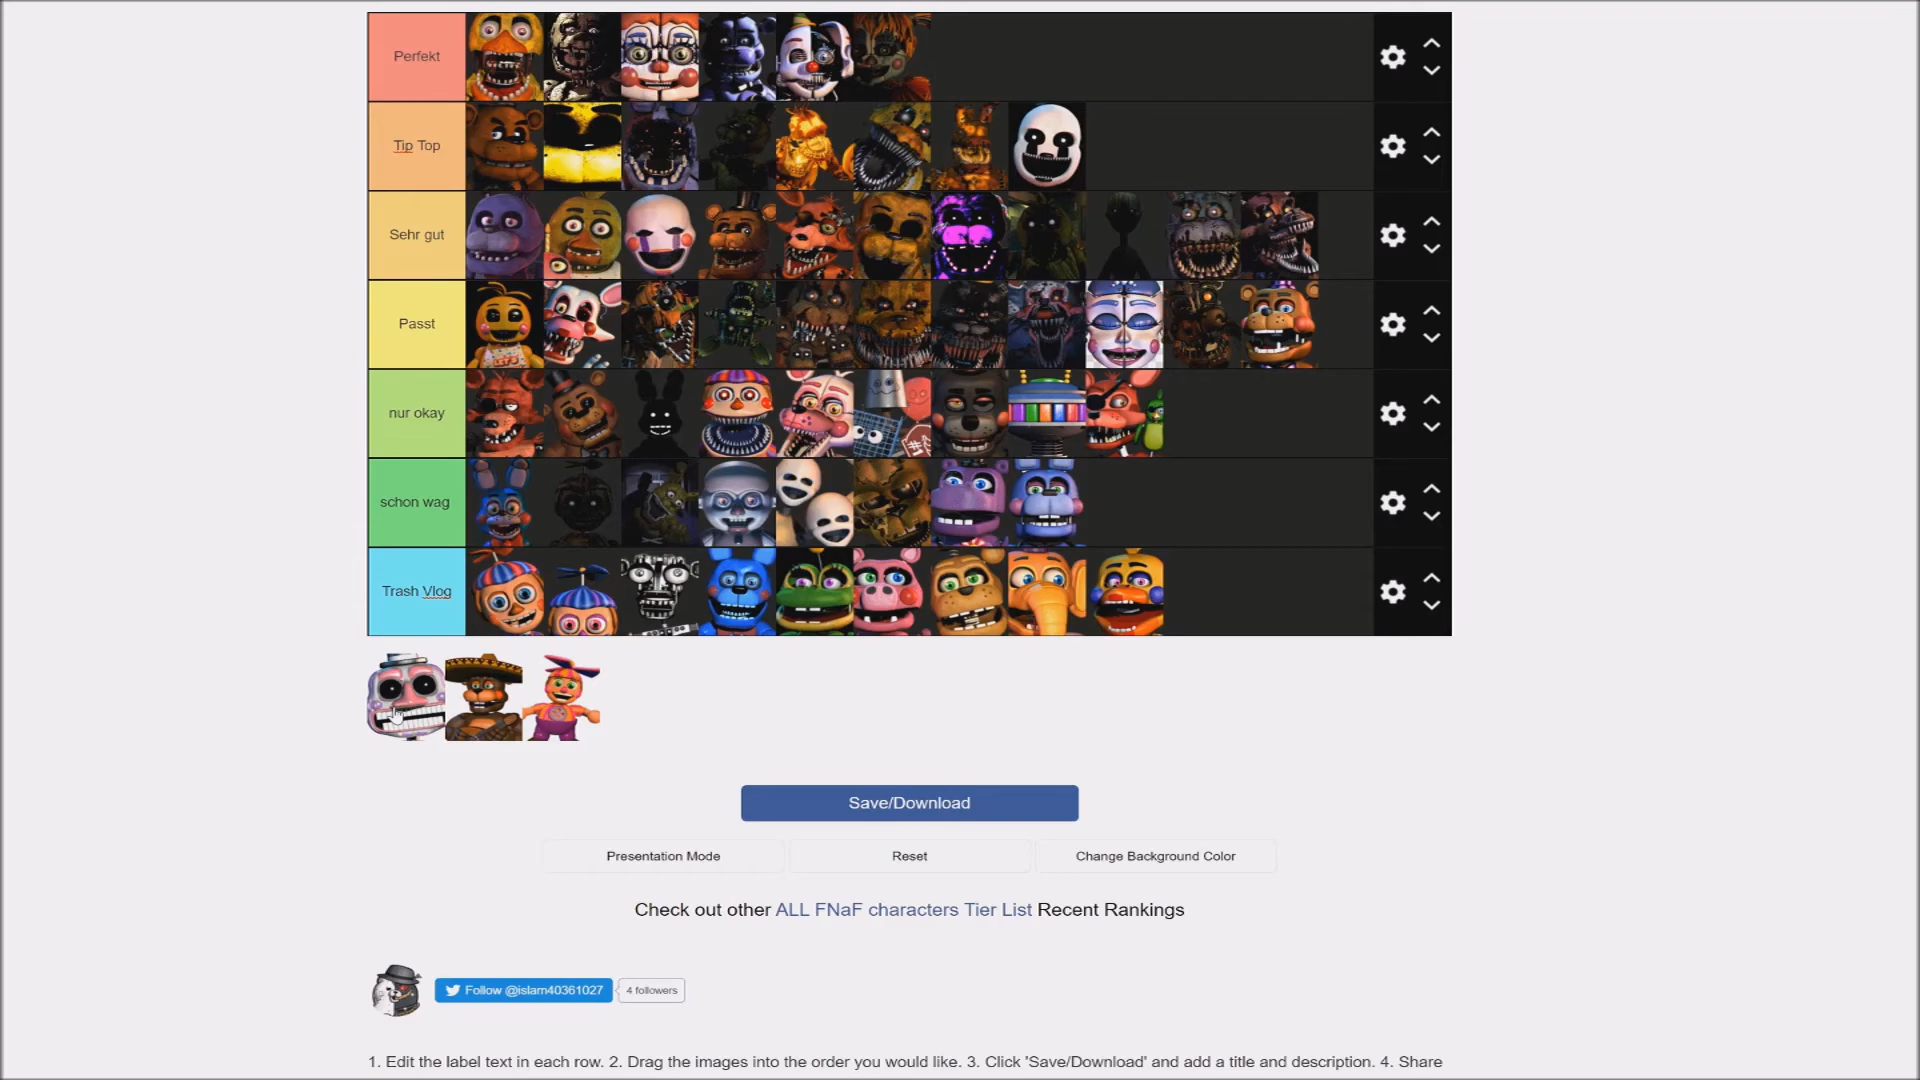 Perfekt
Tip Top
Sehr gut
Passt
nur okay
#1
schon wag
Trash Vlog
Save/Download
Presentation Mode
Reset
Change Background Color
Check out other ALL FNaF characters Tier List Recent Rankings
Follow @islam40361027
4 followers
1. Edit the label text in each row. 2. Drag the images into the order you would like. 3. Click 'Save/Download' and add a title and description. 4. Share